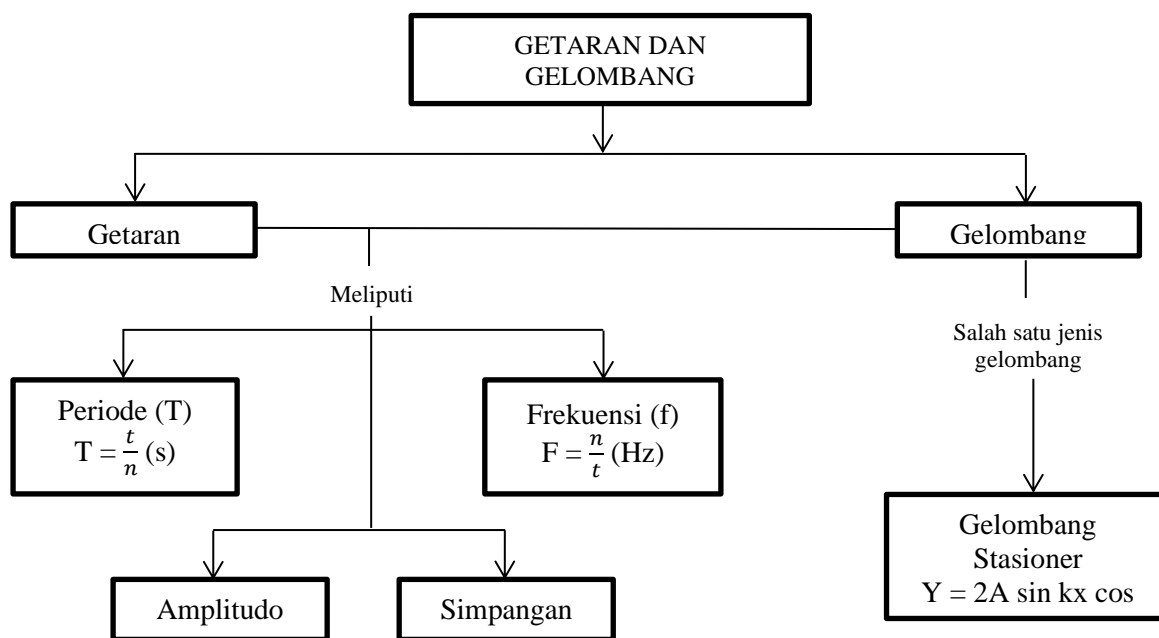 GETARAN DAN
GELOMBANG
Getaran
Gelombang
Meliputi
Salah satu jenis
gelombang
Periode (T)
T = t/n (s)
Frekuensi (f)
F = n/t (Hz)
Amplitudo
Simpangan
Gelombang
Stasioner
Y = 2A sin kx cos